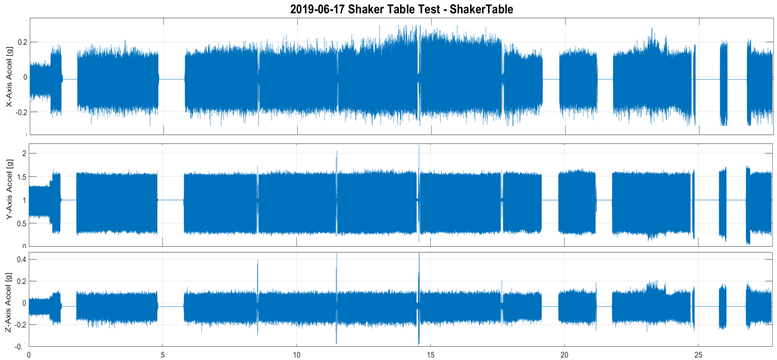 2019-06-17 Shaker Table Test - ShakerTable
X-Axis Accel [g]
0.2
0
-0.2
Y-Axis Accel [g]
2
1.5
1
0.5
0
Z-Axis Accel [g]
0.4
0.2
0
-0.2
-0.
0 5 10 15 20 25